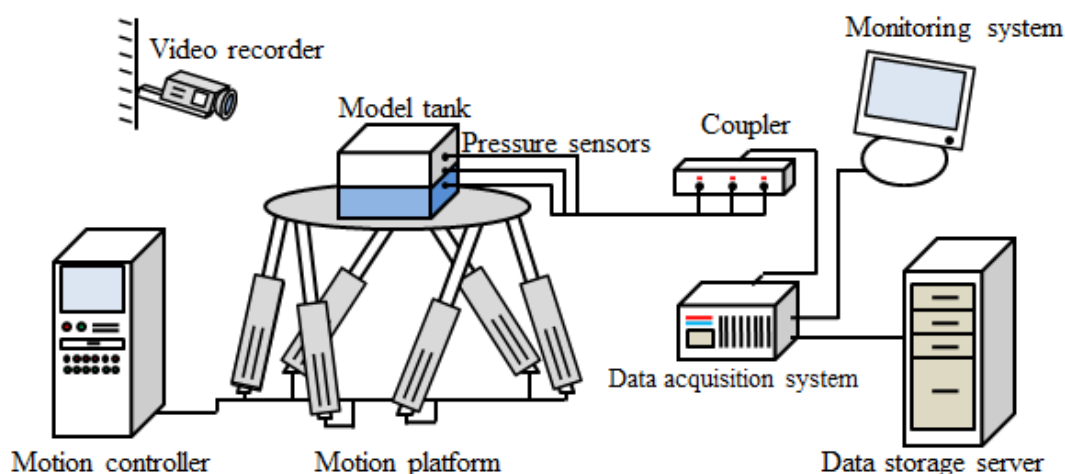 Video recorder
Monitoring system
Model tank
Coupler
Pressure sensors
Data acquisition system
Motion controller
Motion platform
Data storage server